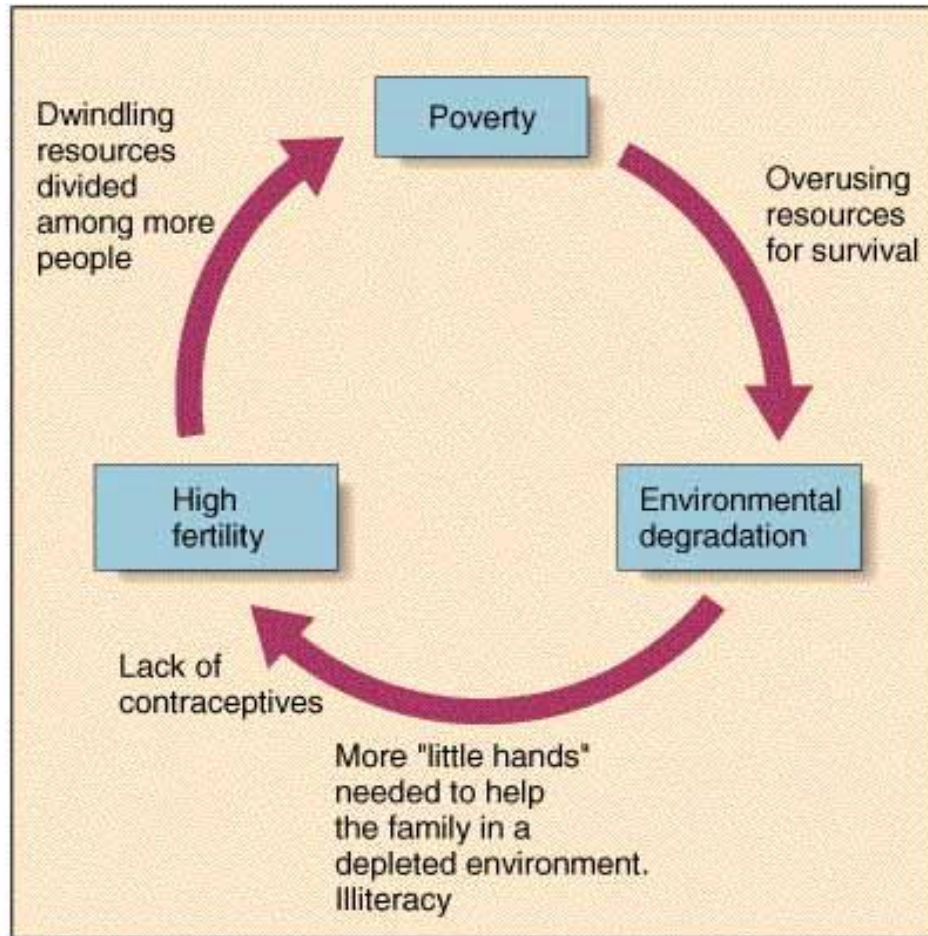 Poverty
Overusing
resources
for survival
Environmental
degradation
More "little hands"
needed to help
the family in a
depleted environment.
Illiteracy
Lack of
contraceptives
High
fertility
Dwindling
resources
divided
among more
people